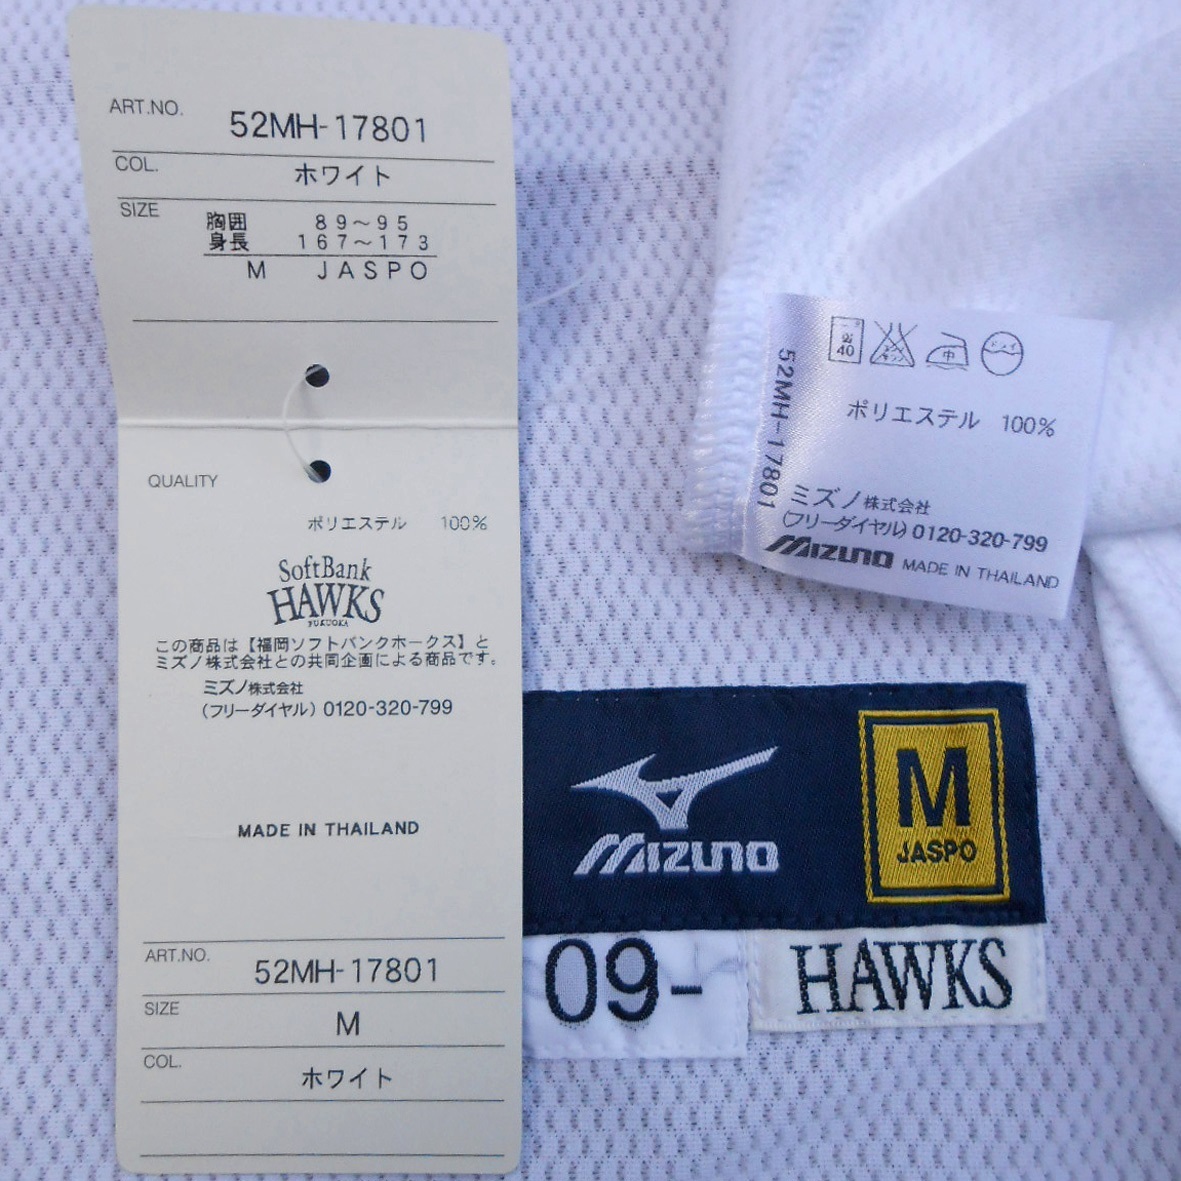 ART.NO. 52MH-17801
COL. ホワイト
SIZE
胸囲 89～95
身長 167～173
M JASPO
QUALITY
ポリエステル 100%
SoftBank
HAWKS
FUKUOKA
この商品は【福岡ソフトバンクホークス】と
ミズノ株式会社との共同企画による商品です。
ミズノ株式会社
(フリーダイヤル) 0120-320-799
MADE IN THAILAND
ART.NO. 52MH-17801
SIZE M
COL. ホワイト
40
中
ドライ
52MH-17801
ポリエステル 100%
ミズノ株式会社
(フリーダイヤル) 0120-320-799
MIZUNO MADE IN THAILAND
MIZUNO
M
JASPO
09-
HAWKS